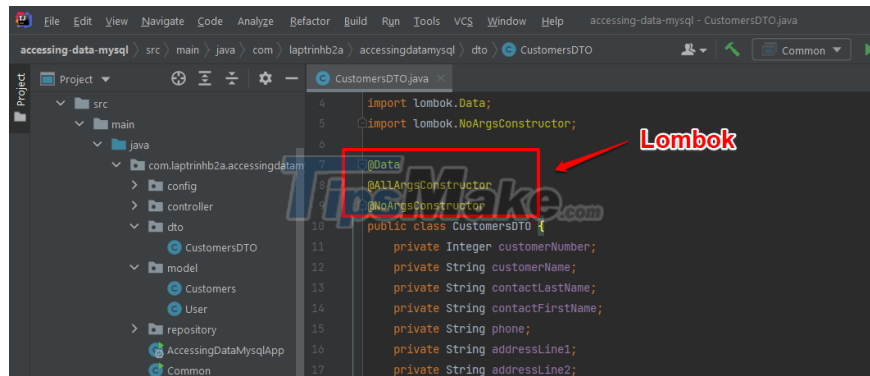 File Edit View Navigate Code Analyze Refactor Build Run Tools VCS Window Help accessing-data-mysql - CustomersDTO.java
accessing-data-mysql src main java com laptrinhb2a accessingdatamysql dto CustomersDTO Common
Project
Project
CustomersDTO.java
src
main
java
com.laptrinhb2a.accessingdatam
config
controller
dto
CustomersDTO
model
Customers
User
repository
AccessingDataMysqlApp
Common
4 import lombok.Data;
5 import lombok.NoArgsConstructor;
6
Lombok
7 @Data
8 @AllArgsConstructor
9 @NoArgsConstructor
TipsMake.com
10 public class CustomersDTO {
11 private Integer customerNumber;
12 private String customerName;
13 private String contactLastName;
14 private String contactFirstName;
15 private String phone;
16 private String addressLine1;
17 private String addressLine2;